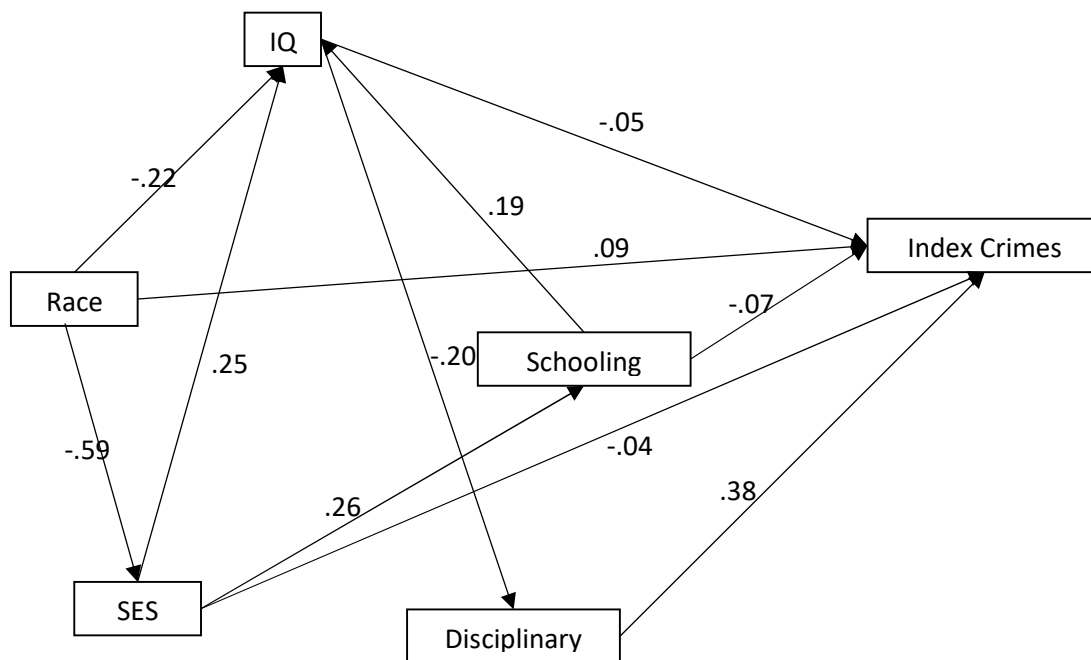 IQ
-.05
-.22
.19
Index Crimes
.09
Race
-.07
-.20
Schooling
.25
-.04
-.59
.38
.26
SES
Disciplinary